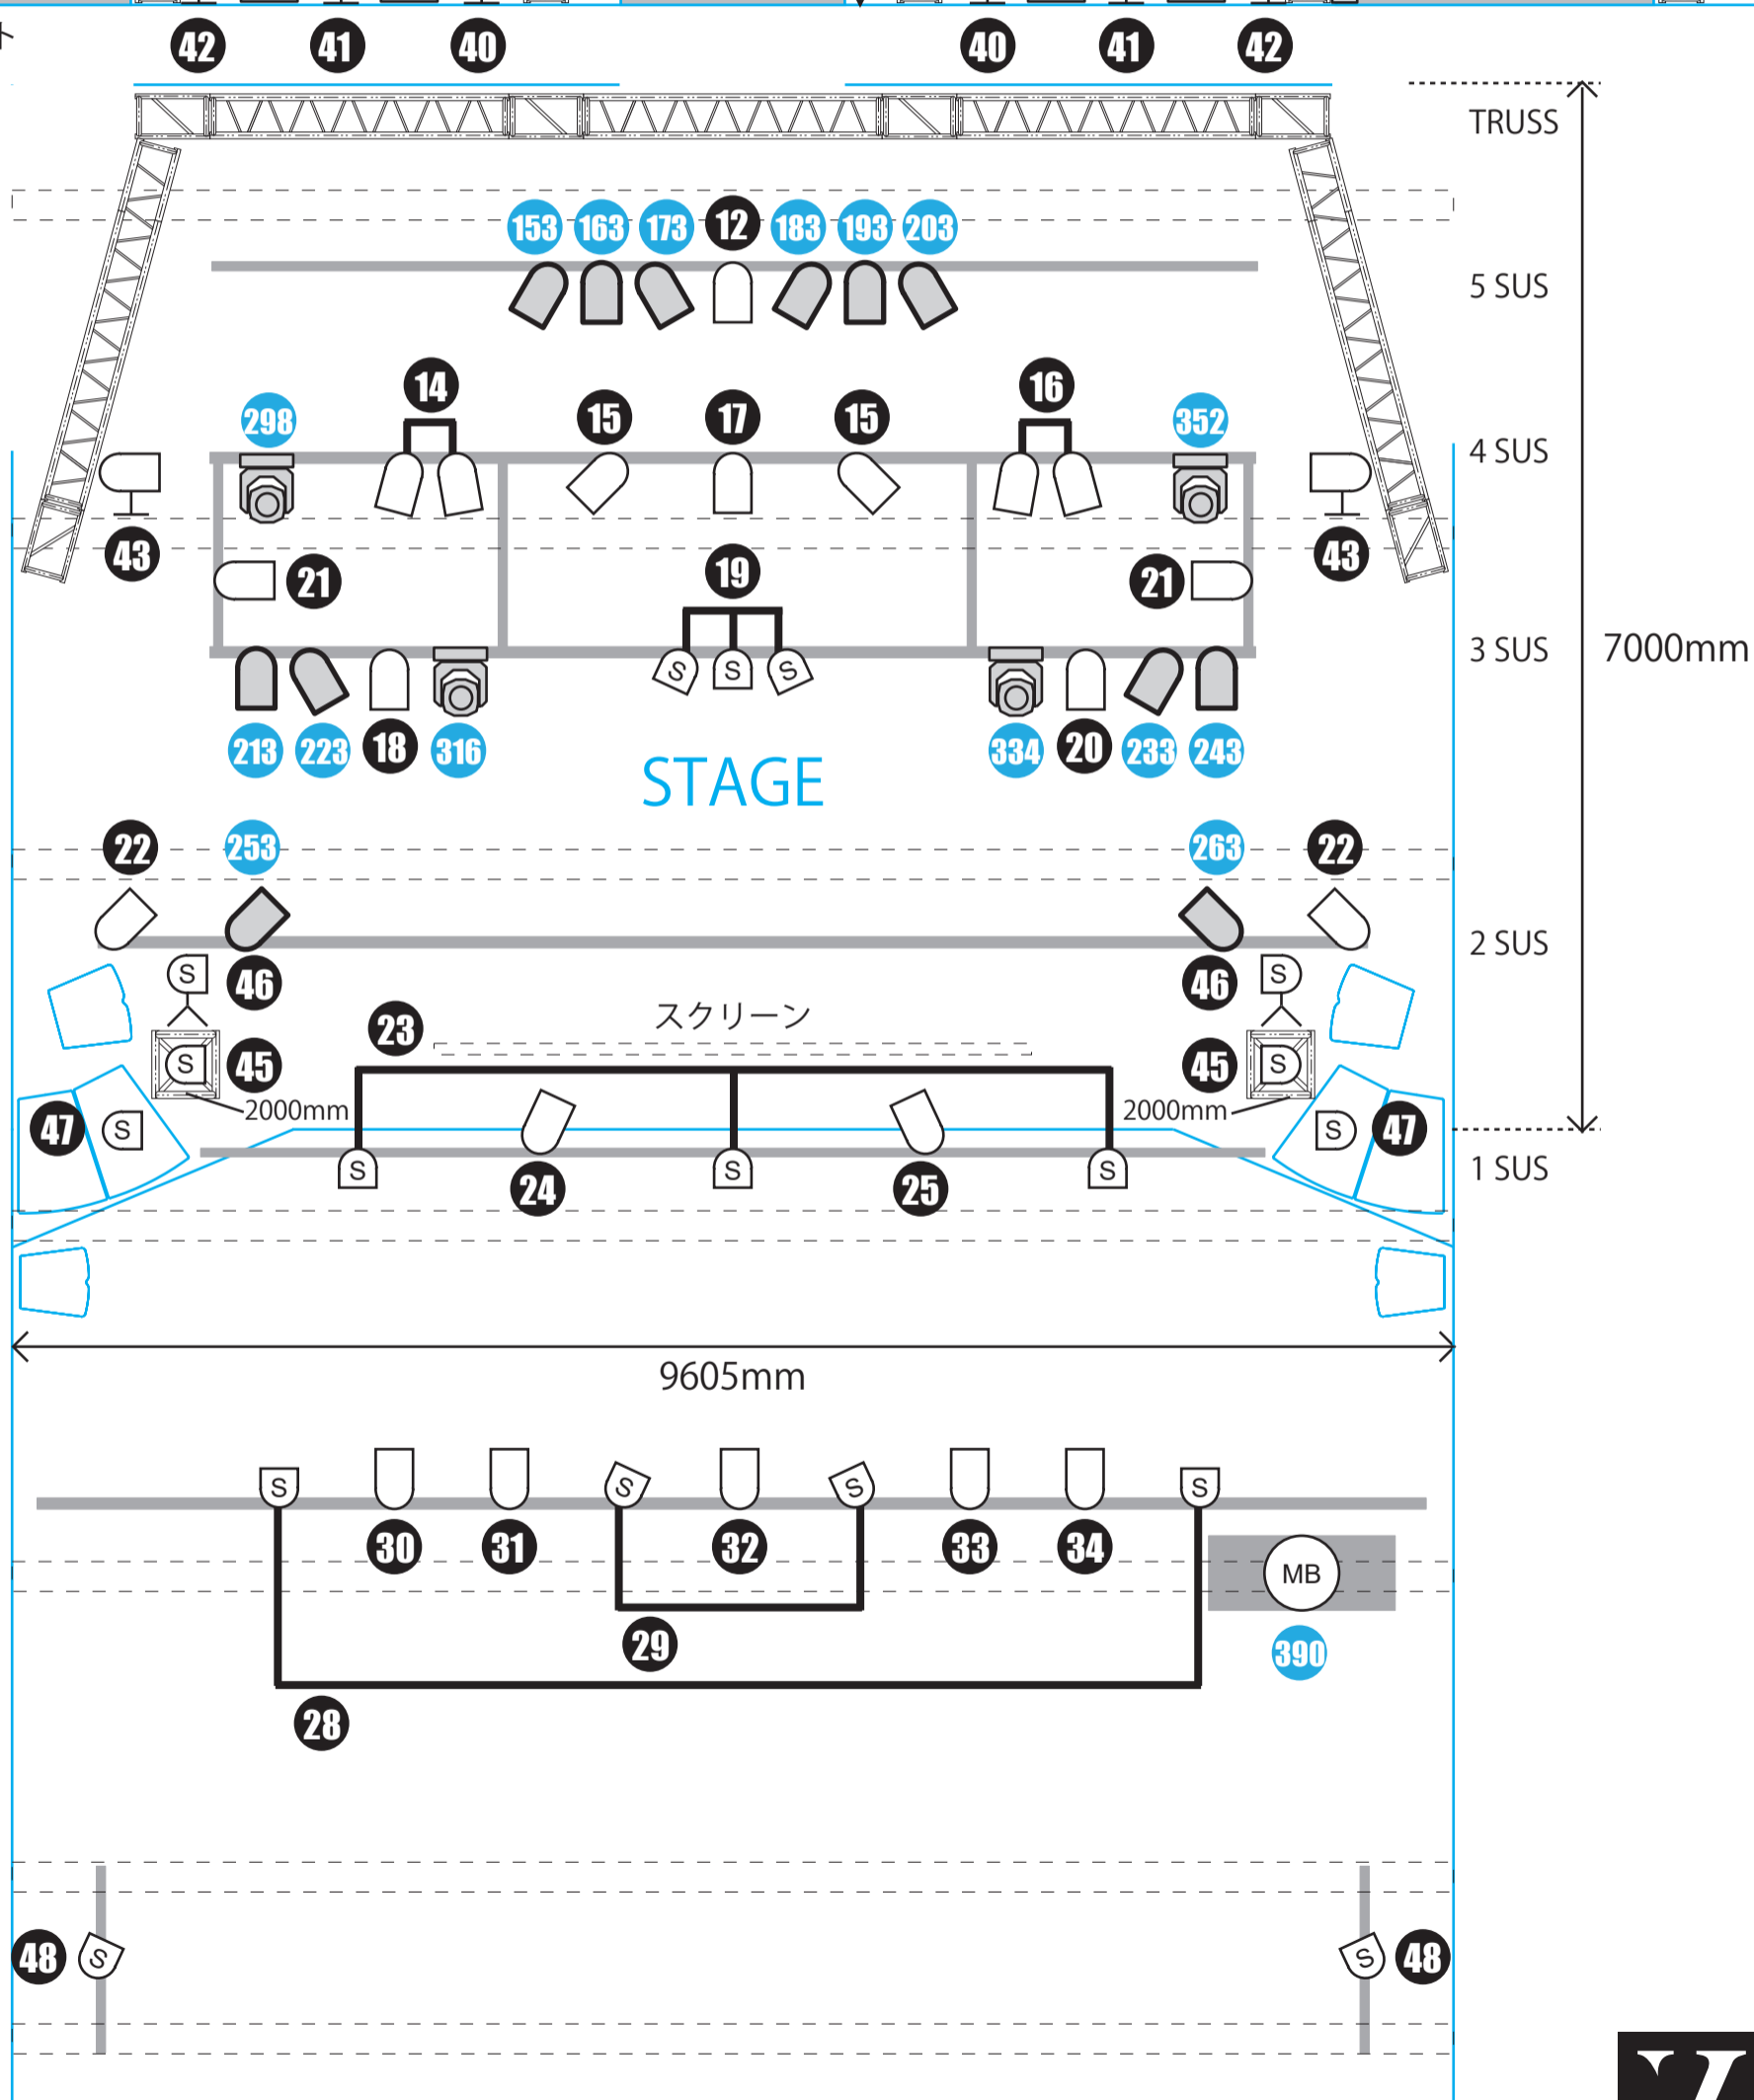 ト
42 41 40 40 41 42
TRUSS
153 163 173 12 183 193 203
5 SUS
14 16
298 15 17 15 352
4 SUS
43 43
21 19 21
S S S
3 SUS
7000mm
213 223 18 316 334 20 233 243
STAGE
22 253 263 22
2 SUS
S 46 46 S
23 スクリーン
S 45 45 S
2000mm 2000mm
47 S S 47
S S S
1 SUS
24 25
9605mm
S S S S
30 31 32 33 34
MB
29 390
28
48 S S 48